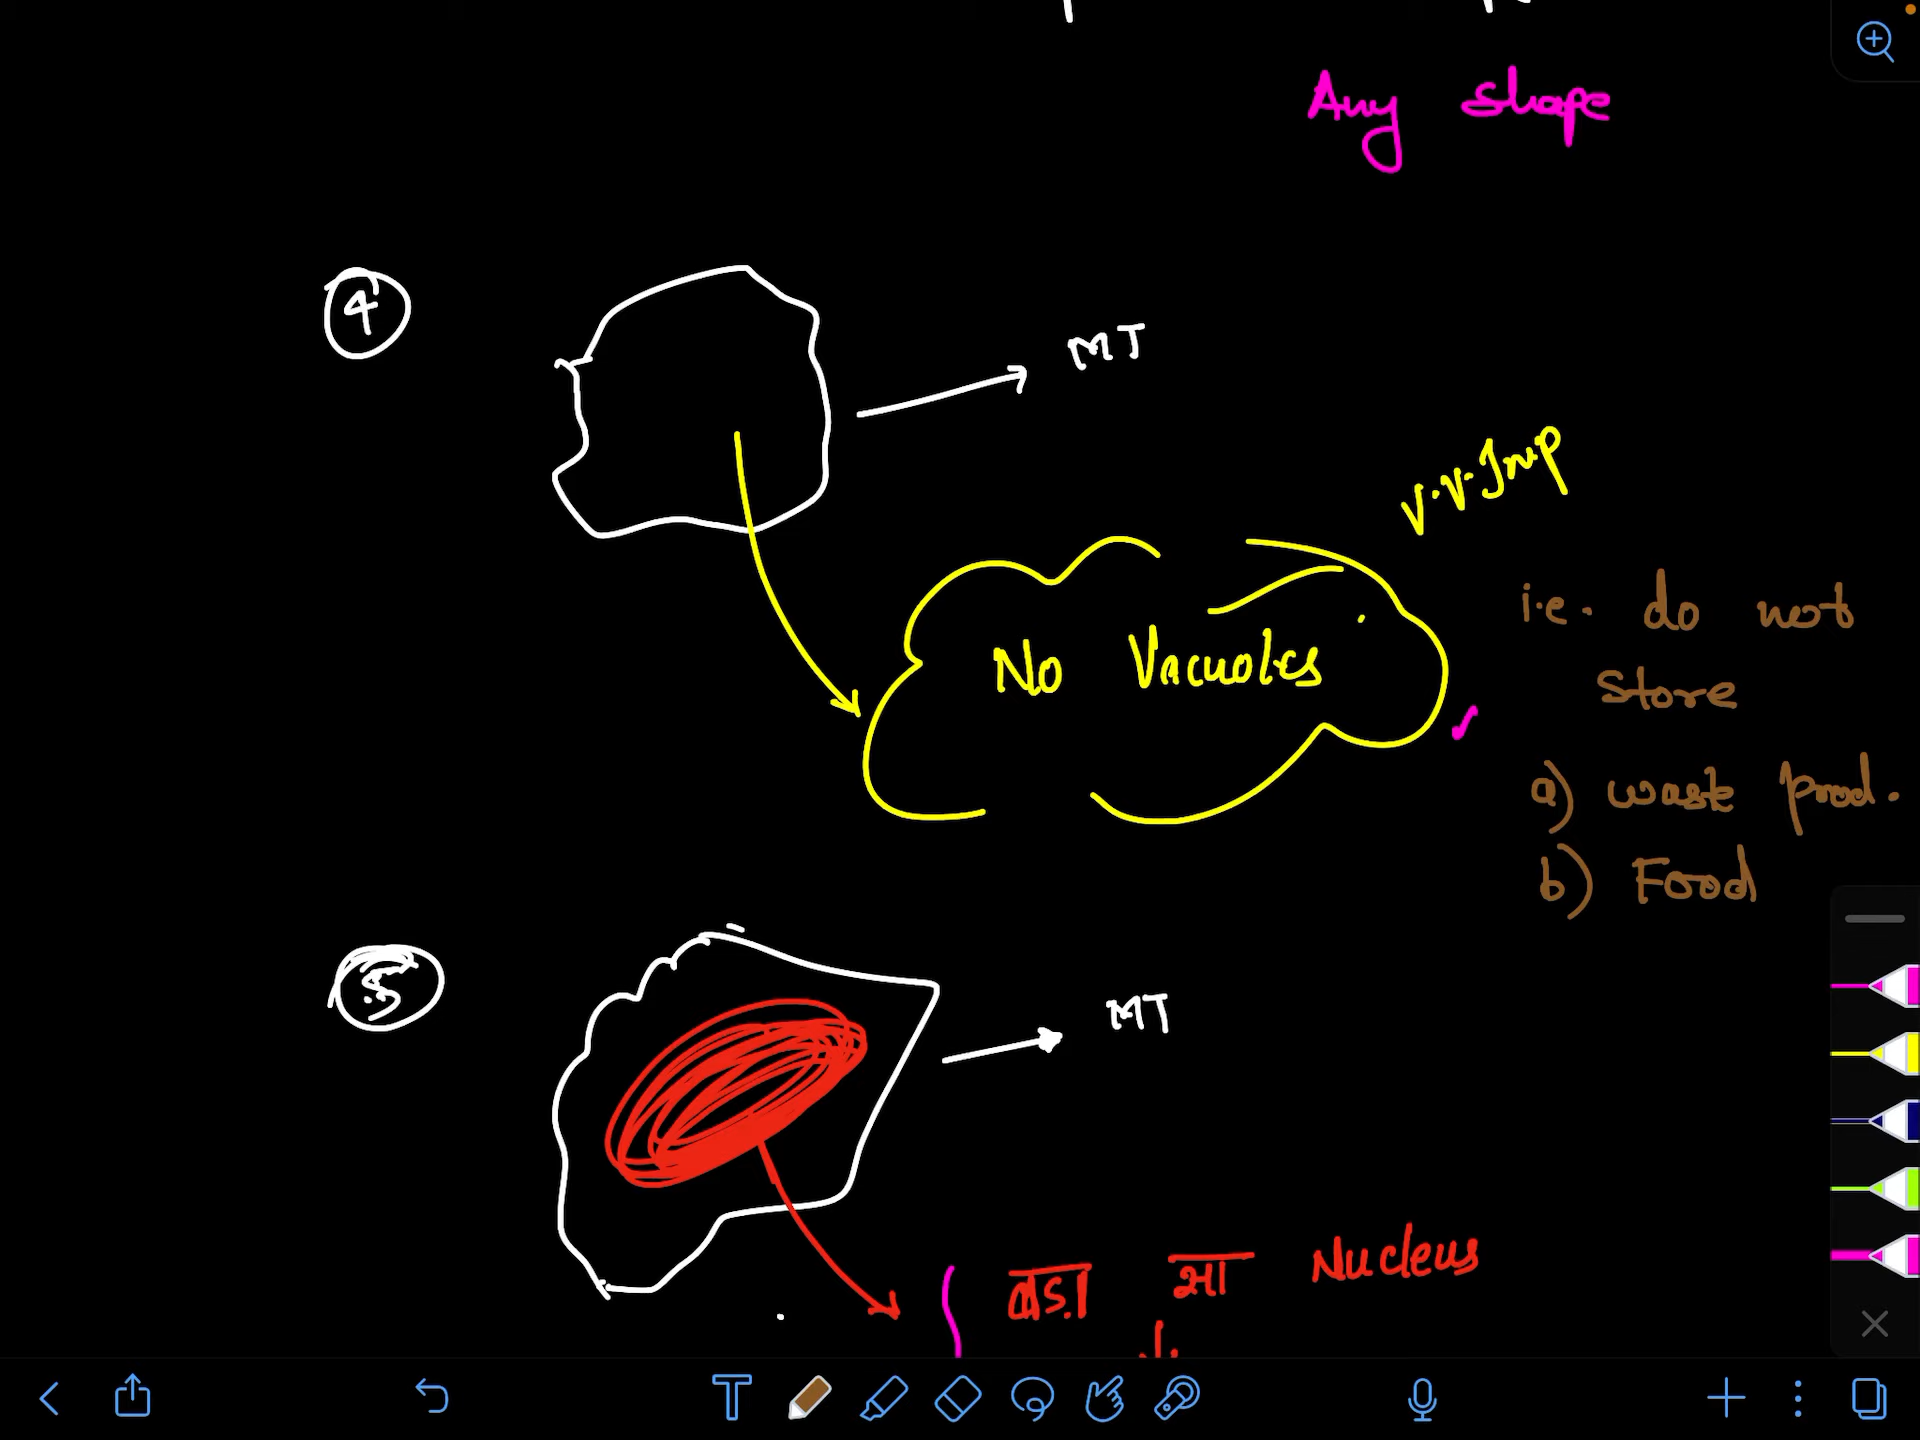 Any shape
4
MT
V.V.Imp
No Vacuoles
i.e. do not
store
a) waste prod.
b) Food
5
MT
बड़ा सा Nucleus